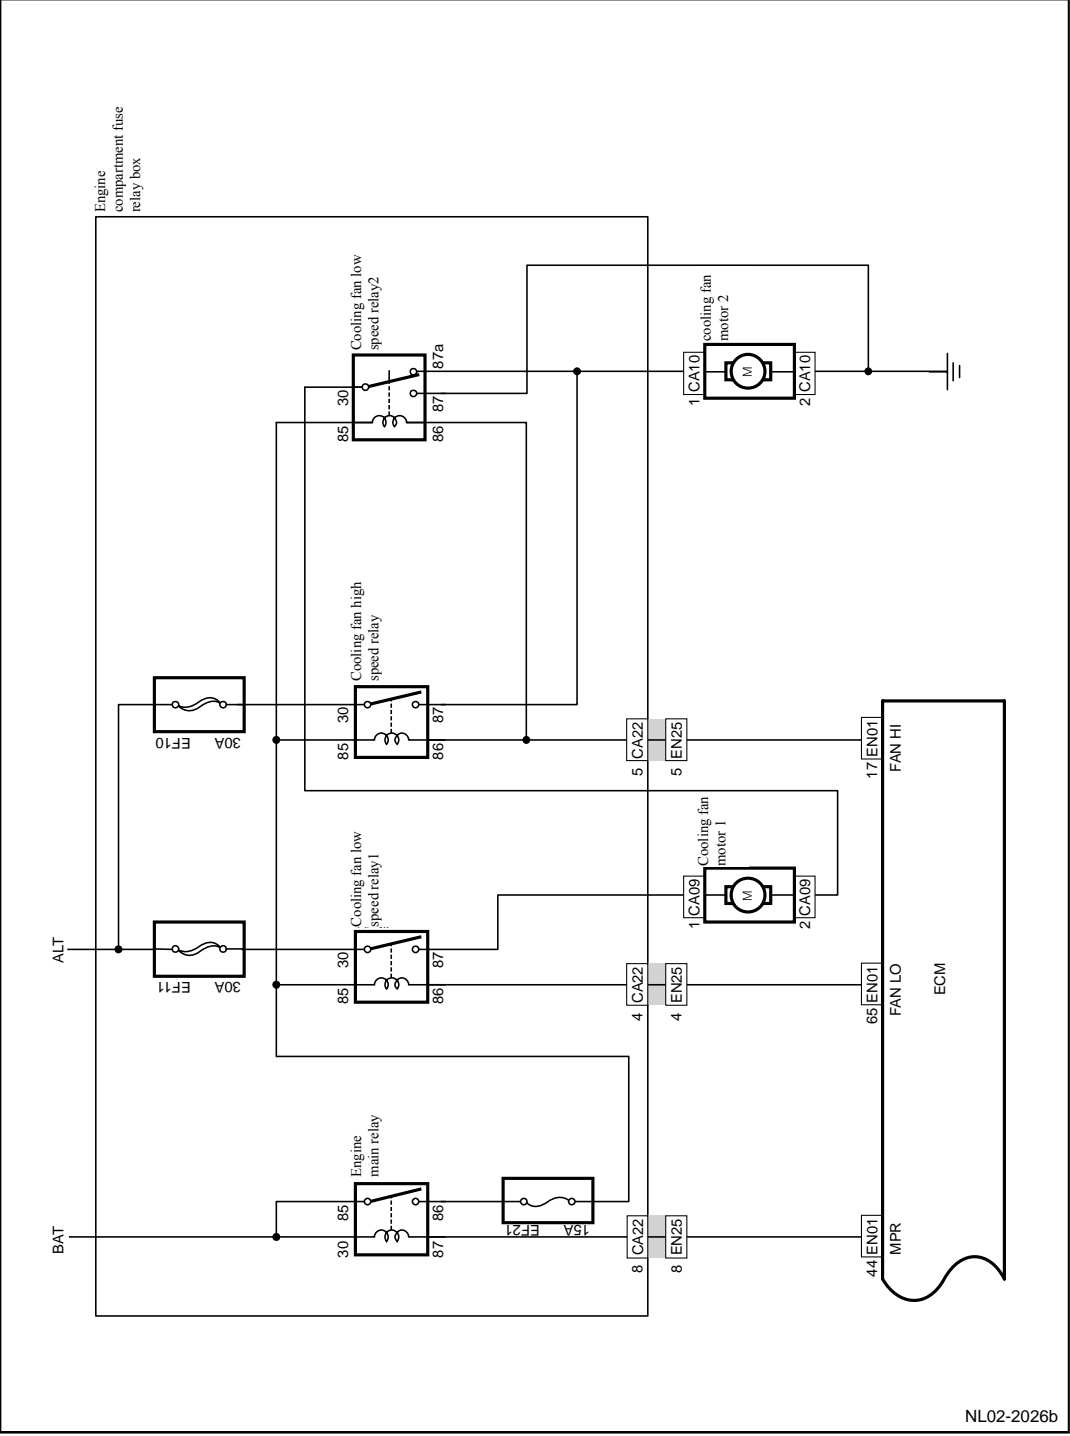 Engine
compartment fuse
relay box
ALT
BAT
EF10
30A
EF11
30A
Cooling fan low
speed relay2
30
87a
87
85
86
Cooling fan high
speed relay
30
87
85
86
Cooling fan low
speed relay1
30
87
85
86
Engine
main relay
85
86
30
87
EF21
15A
cooling fan
motor 2
1 CA10
M
2 CA10
Cooling fan
motor 1
1 CA09
M
2 CA09
5 CA22
5 EN25
17 EN01
FAN HI
4 CA22
4 EN25
65 EN01
FAN LO
ECM
8 CA22
8 EN25
44 EN01
MPR
NL02-2026b